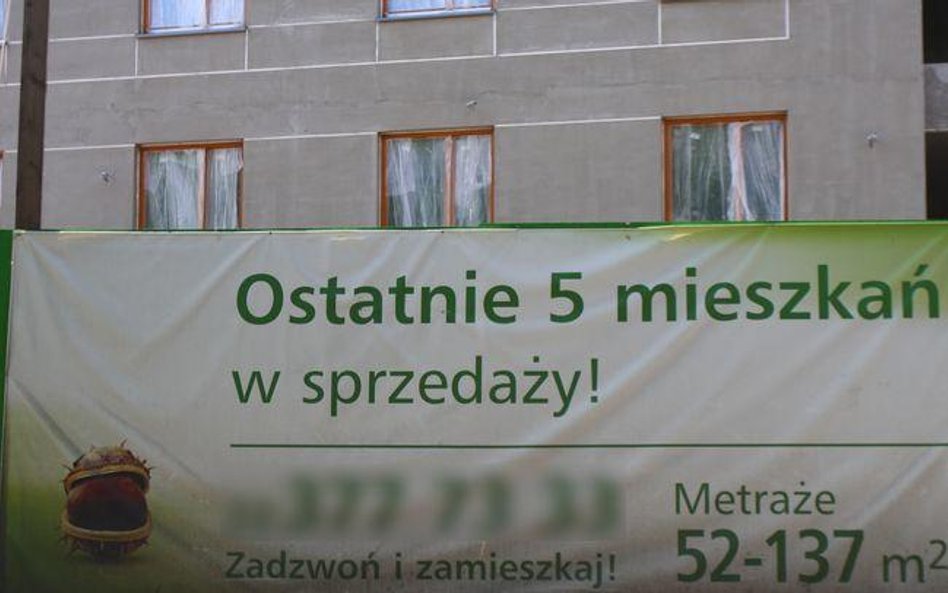 Ostatnie 5 mieszkań
w sprzedaży!
Zadzwoń i zamieszkaj!
Metraże
52-137 m²